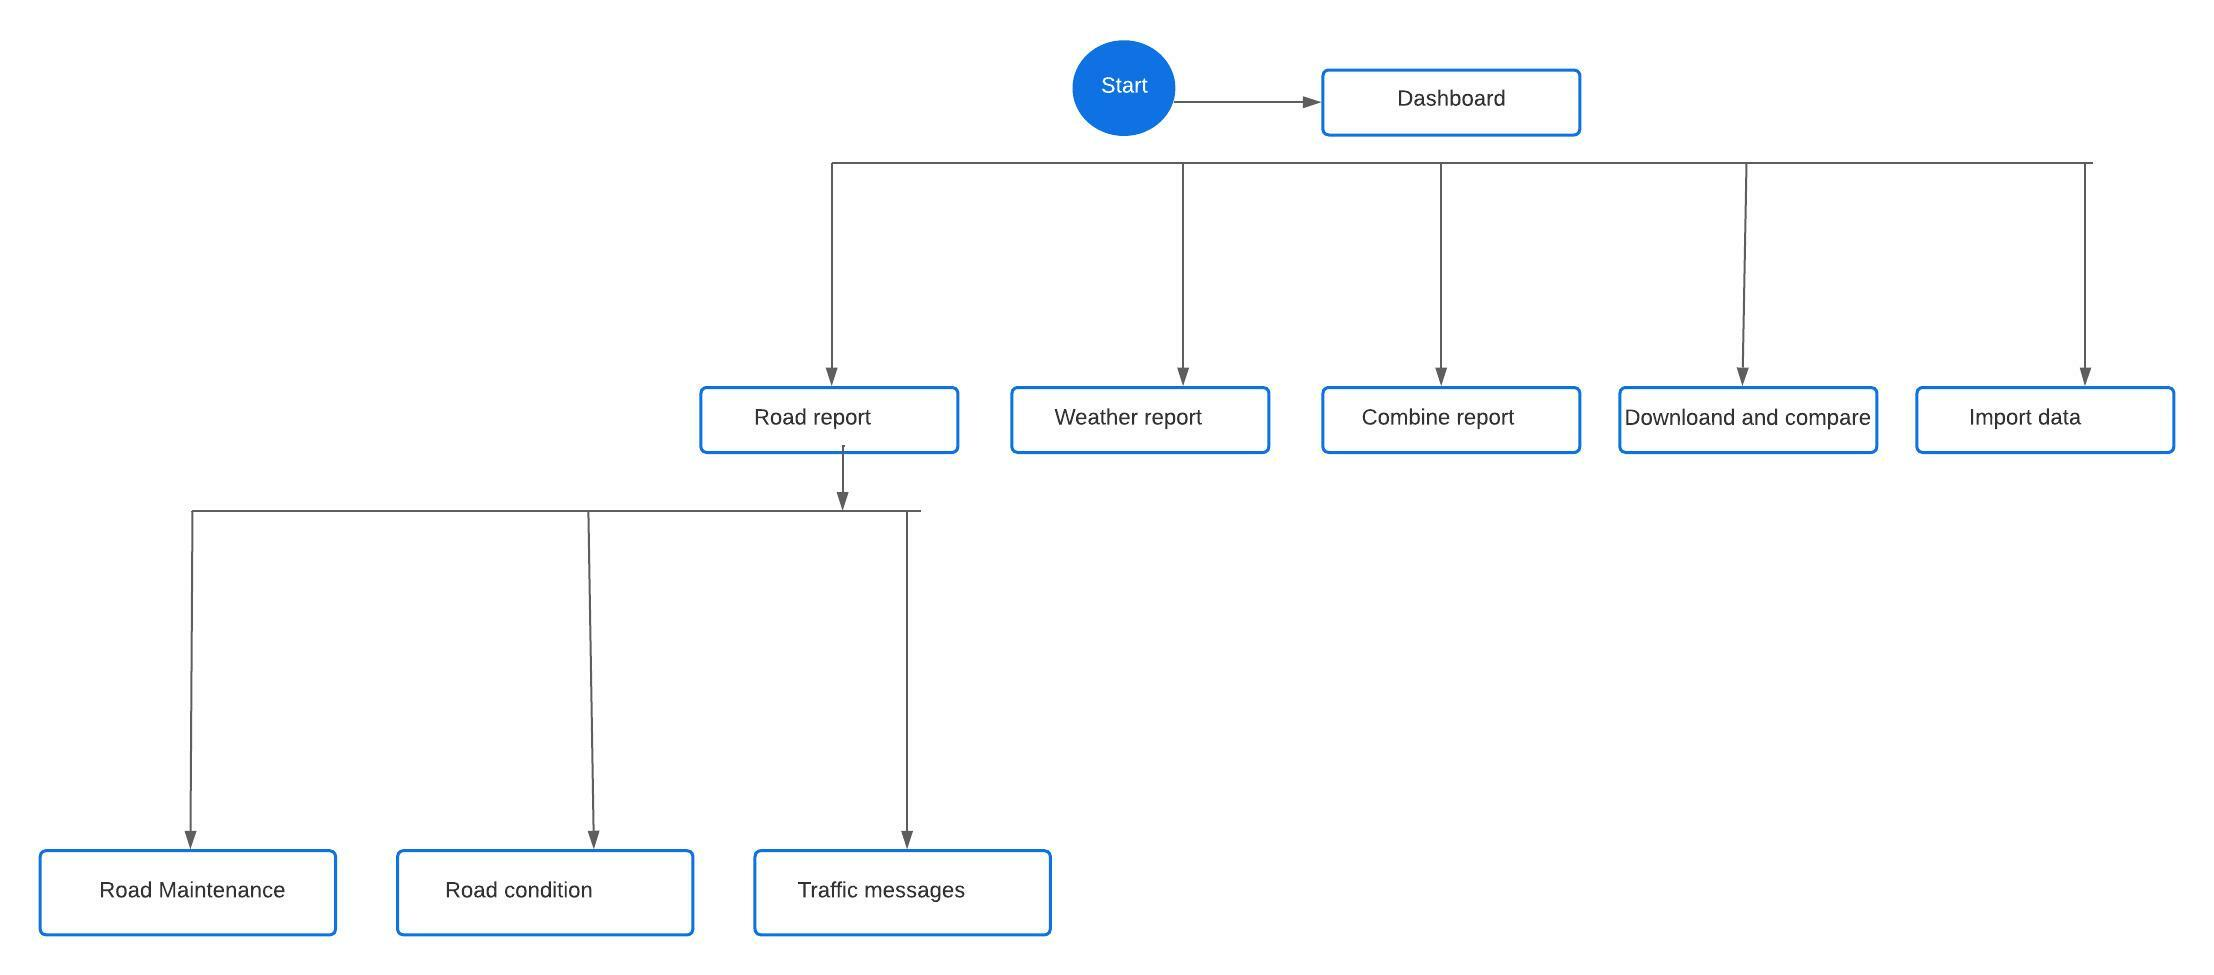 Start
Dashboard
Road report
Weather report
Combine report
Downloand and compare
Import data
Road Maintenance
Road condition
Traffic messages